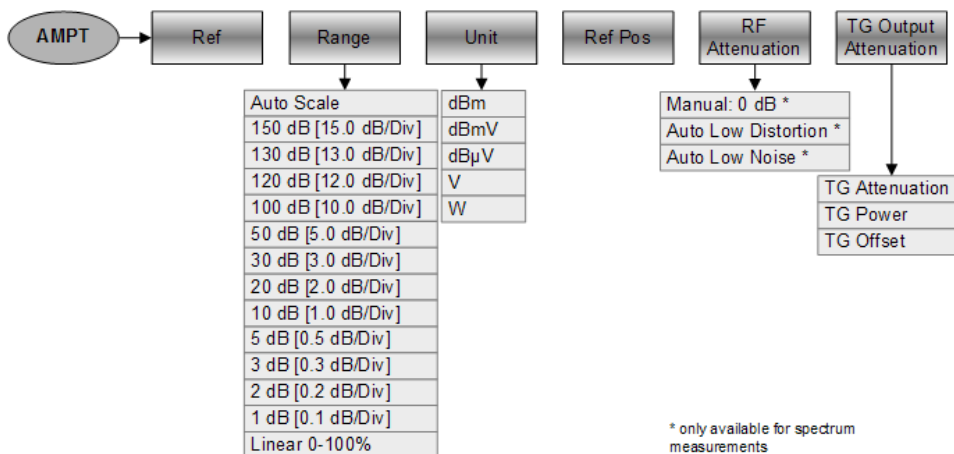 AMPT
Ref
Range
Unit
Ref Pos
RF
Attenuation
TG Output
Attenuation
Auto Scale
150 dB [15.0 dB/Div]
130 dB [13.0 dB/Div]
120 dB [12.0 dB/Div]
100 dB [10.0 dB/Div]
50 dB [5.0 dB/Div]
30 dB [3.0 dB/Div]
20 dB [2.0 dB/Div]
10 dB [1.0 dB/Div]
5 dB [0.5 dB/Div]
3 dB [0.3 dB/Div]
2 dB [0.2 dB/Div]
1 dB [0.1 dB/Div]
Linear 0-100%
dBm
dBmV
dBµV
V
W
Manual: 0 dB *
Auto Low Distortion *
Auto Low Noise *
TG Attenuation
TG Power
TG Offset
* only available for spectrum
measurements